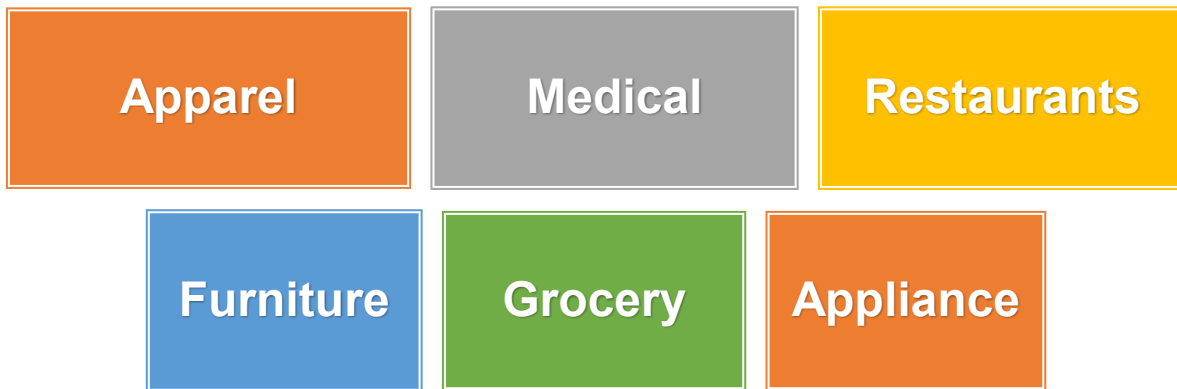 Apparel
Medical
Restaurants
Furniture
Grocery
Appliance